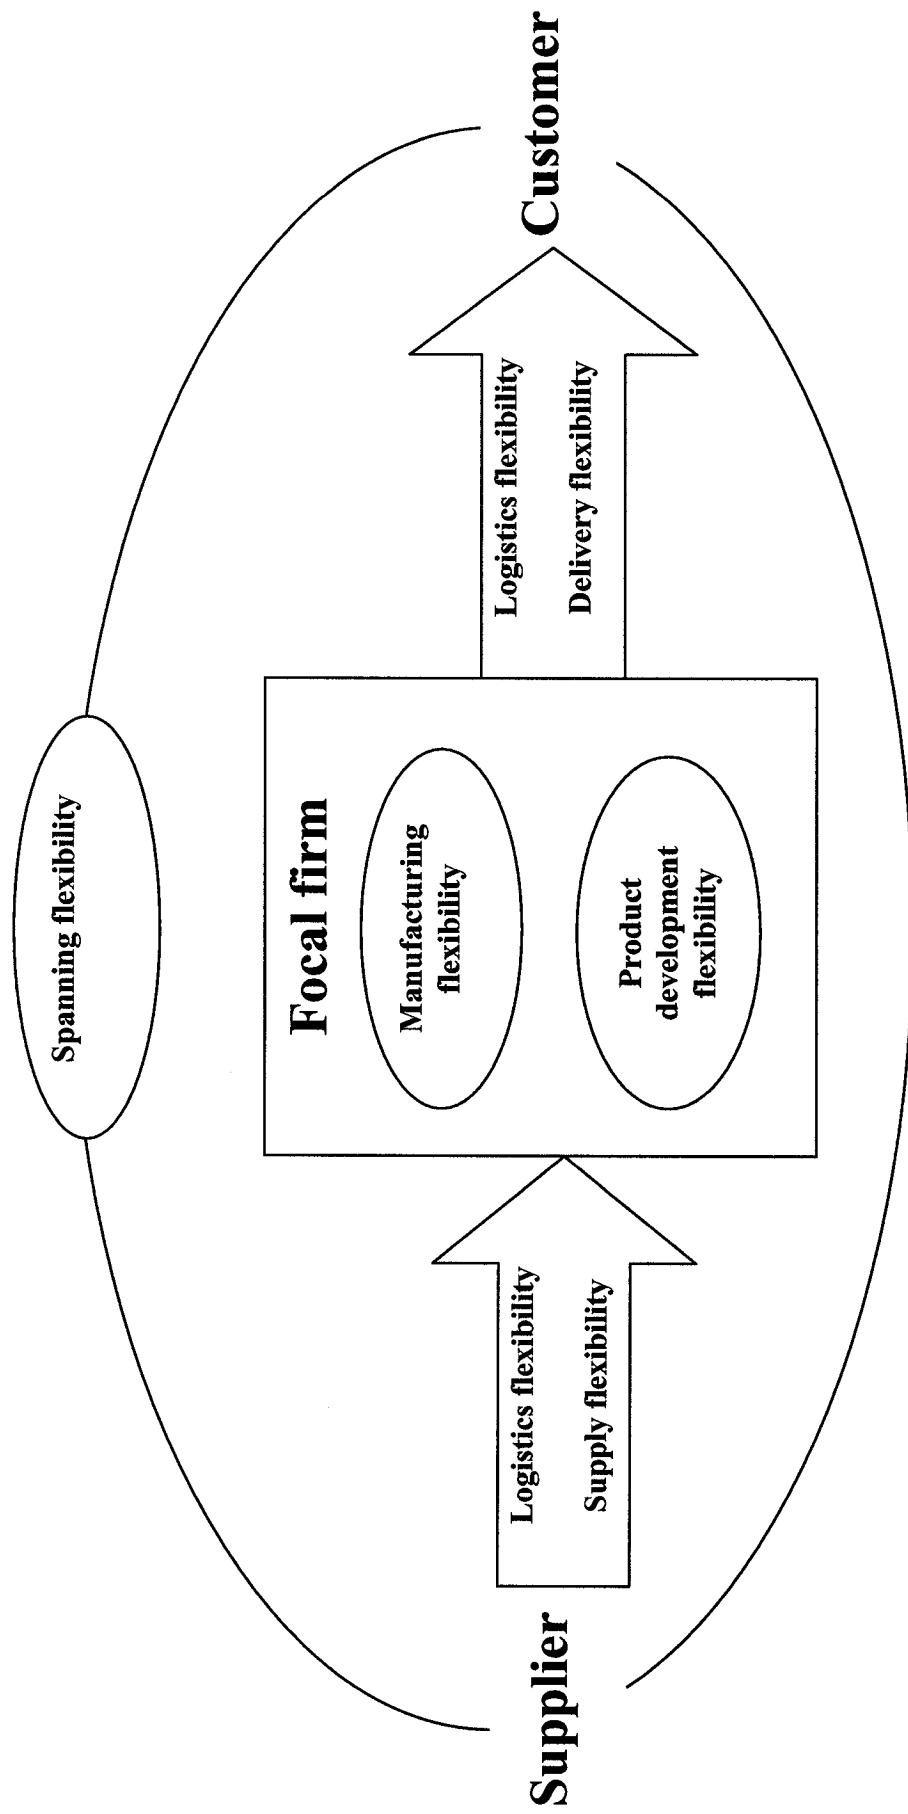 Spanning flexibility
Supplier
Logistics flexibility
Supply flexibility
Focal firm
Manufacturing
flexibility
Product
development
flexibility
Logistics flexibility
Delivery flexibility
Customer